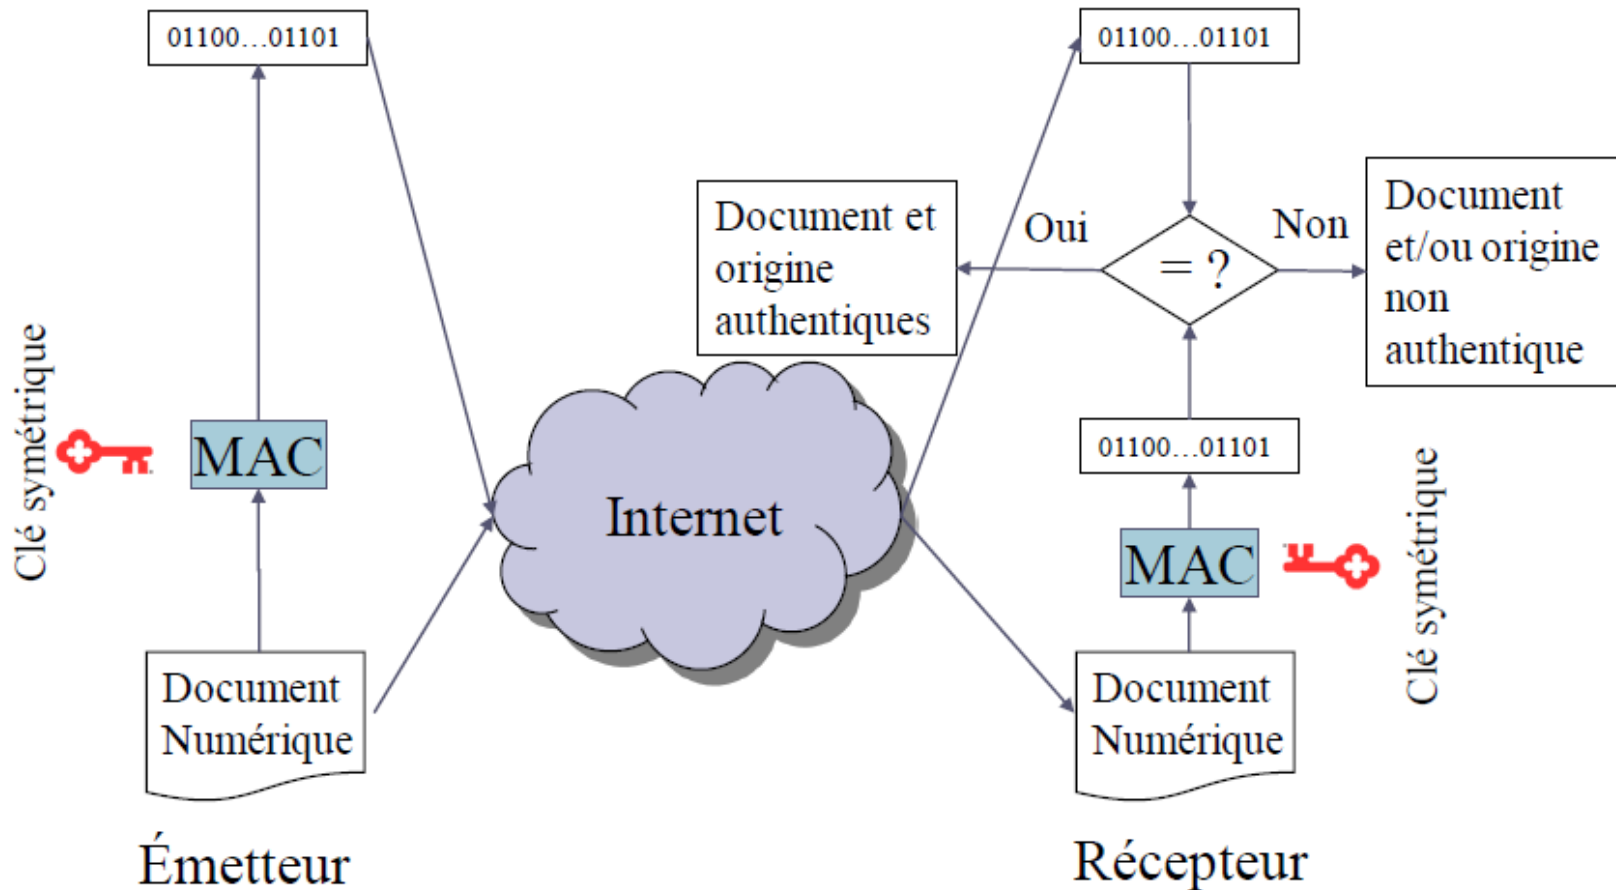 01100...01101
01100...01101
Document et
origine
authentiques
Oui
= ?
Non
Document
et/ou origine
non
authentique
Clé symétrique
MAC
Internet
01100...01101
MAC
Clé symétrique
Document
Numérique
Document
Numérique
Émetteur
Récepteur